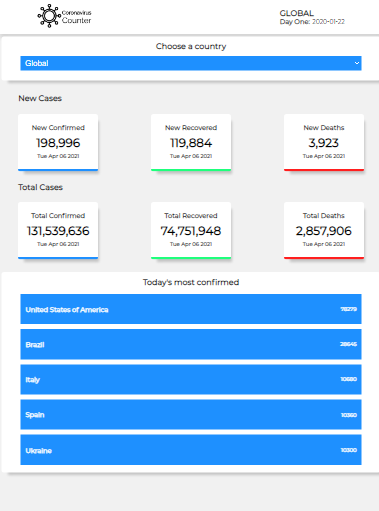 Coronavirus
Counter
GLOBAL
Day One: 2020-01-22
Choose a country
Global
New Cases
New Confirmed
198,996
Tue Apr 06 2021
New Recovered
119,884
Tue Apr 06 2021
New Deaths
3,923
Tue Apr 06 2021
Total Cases
Total Confirmed
131,539,636
Tue Apr 06 2021
Total Recovered
74,751,948
Tue Apr 06 2021
Total Deaths
2,857,906
Tue Apr 06 2021
Today's most confirmed
United States of America 78279
Brazil 28645
Italy 10680
Spain 10360
Ukraine 10300